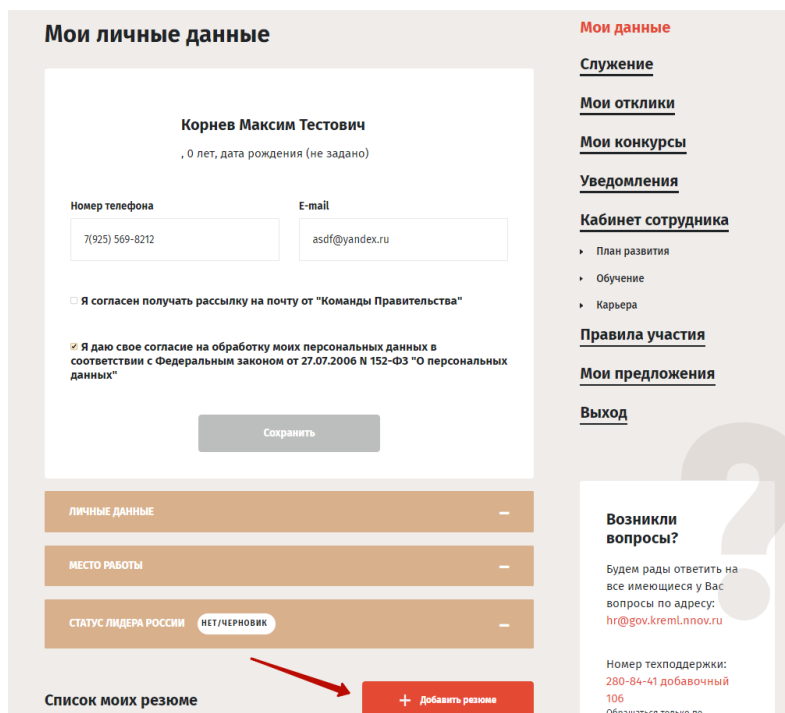 Мои личные данные
Корнев Максим Тестович
, 0 лет, дата рождения (не задано)
Номер телефона
E-mail
7(925) 569-8212
asdf@yandex.ru
Я согласен получать рассылку на почту от "Команды Правительства"
Я даю свое согласие на обработку моих персональных данных в
соответствии с Федеральным законом от 27.07.2006 N 152-ФЗ "О персональных
данных"
Сохранить
ЛИЧНЫЕ ДАННЫЕ
МЕСТО РАБОТЫ
СТАТУС ЛИДЕРА РОССИИ НЕТ/ЧЕРНОВИК
Список моих резюме
Добавить резюме
Мои данные
Служение
Мои отклики
Мои конкурсы
Уведомления
Кабинет сотрудника
План развития
Обучение
Карьера
Правила участия
Мои предложения
Выход
Возникли
вопросы?
Будем рады ответить на
все имеющиеся у Вас
вопросы по адресу:
hr@gov.kreml.nnov.ru
Номер техподдержки:
280-84-41 добавочный
106
Обращаться только по